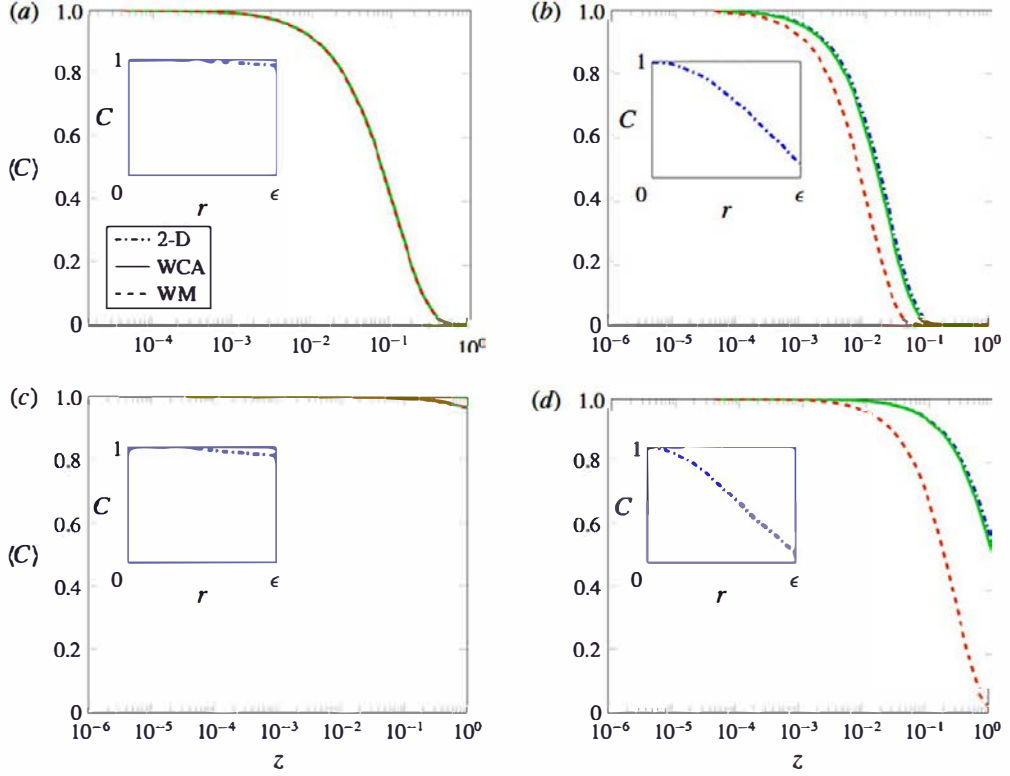 (a) 1.0
0.8
0.6
⟨C⟩
0.4
0.2
0
10⁻⁴ 10⁻³ 10⁻² 10⁻¹ 10⁰
1
C
0 ϵ
r
2-D
WCA
WM
(b) 1.0
0.8
0.6
0.4
0.2
0
10⁻⁶ 10⁻⁵ 10⁻⁴ 10⁻³ 10⁻² 10⁻¹ 10⁰
1
C
0 ϵ
r
(c) 1.0
0.8
0.6
⟨C⟩
0.4
0.2
0
10⁻⁶ 10⁻⁵ 10⁻⁴ 10⁻³ 10⁻² 10⁻¹ 10⁰
z
1
C
0 ϵ
r
(d) 1.0
0.8
0.6
0.4
0.2
0
10⁻⁶ 10⁻⁵ 10⁻⁴ 10⁻³ 10⁻² 10⁻¹ 10⁰
z
1
C
0 ϵ
r